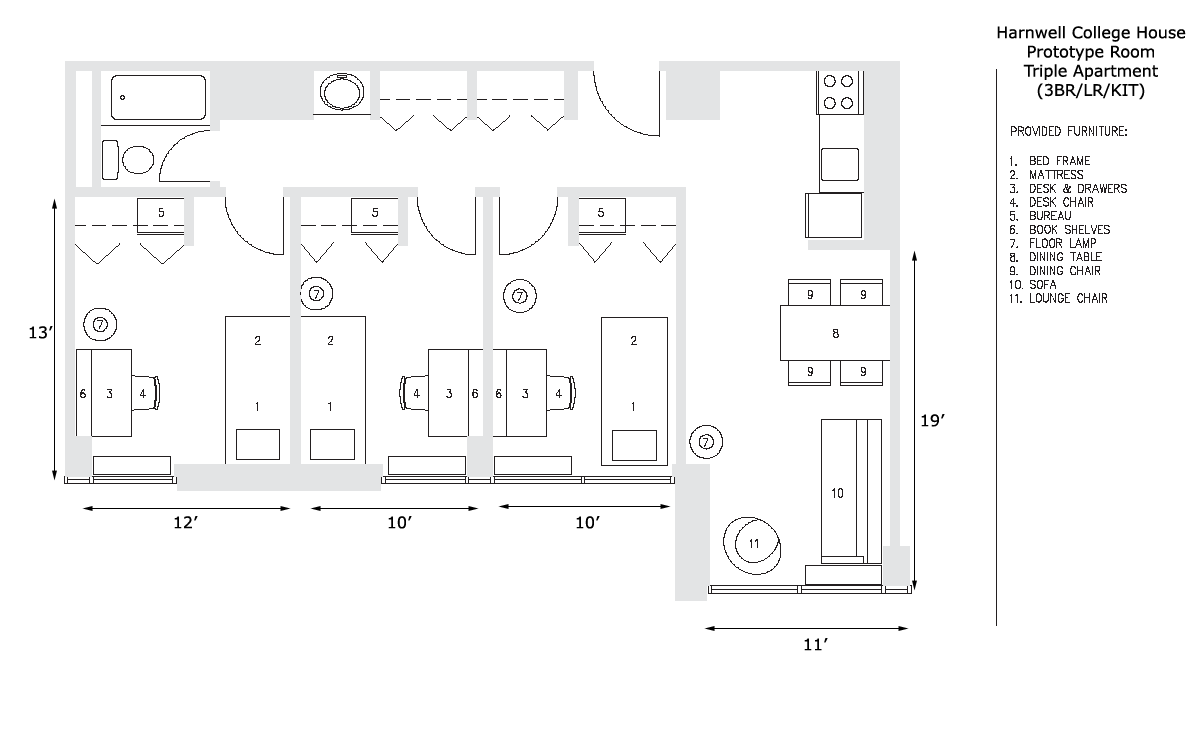 Harnwell College House
Prototype Room
Triple Apartment
(3BR/LR/KIT)
PROVIDED FURNITURE:
1. BED FRAME
2. MATTRESS
3. DESK & DRAWERS
4. DESK CHAIR
5. BUREAU
6. BOOK SHELVES
7. FLOOR LAMP
8. DINING TABLE
9. DINING CHAIR
10. SOFA
11. LOUNGE CHAIR
5 5 5
7 7 7
9 9
13’
2 2 2
8
9 9
6 3 4 4 3 6 6 3 4
1 1 1
19’
7
10
12’ 10’ 10’
11
11’